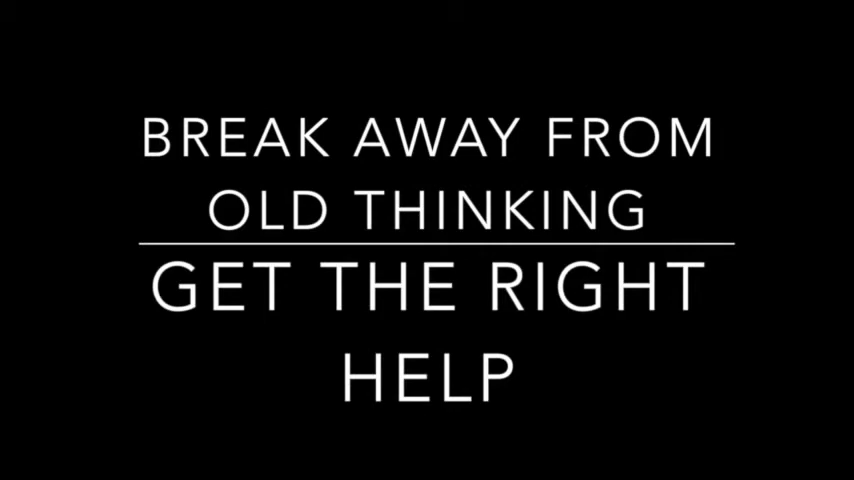 BREAK AWAY FROM
OLD THINKING
GET THE RIGHT
HELP